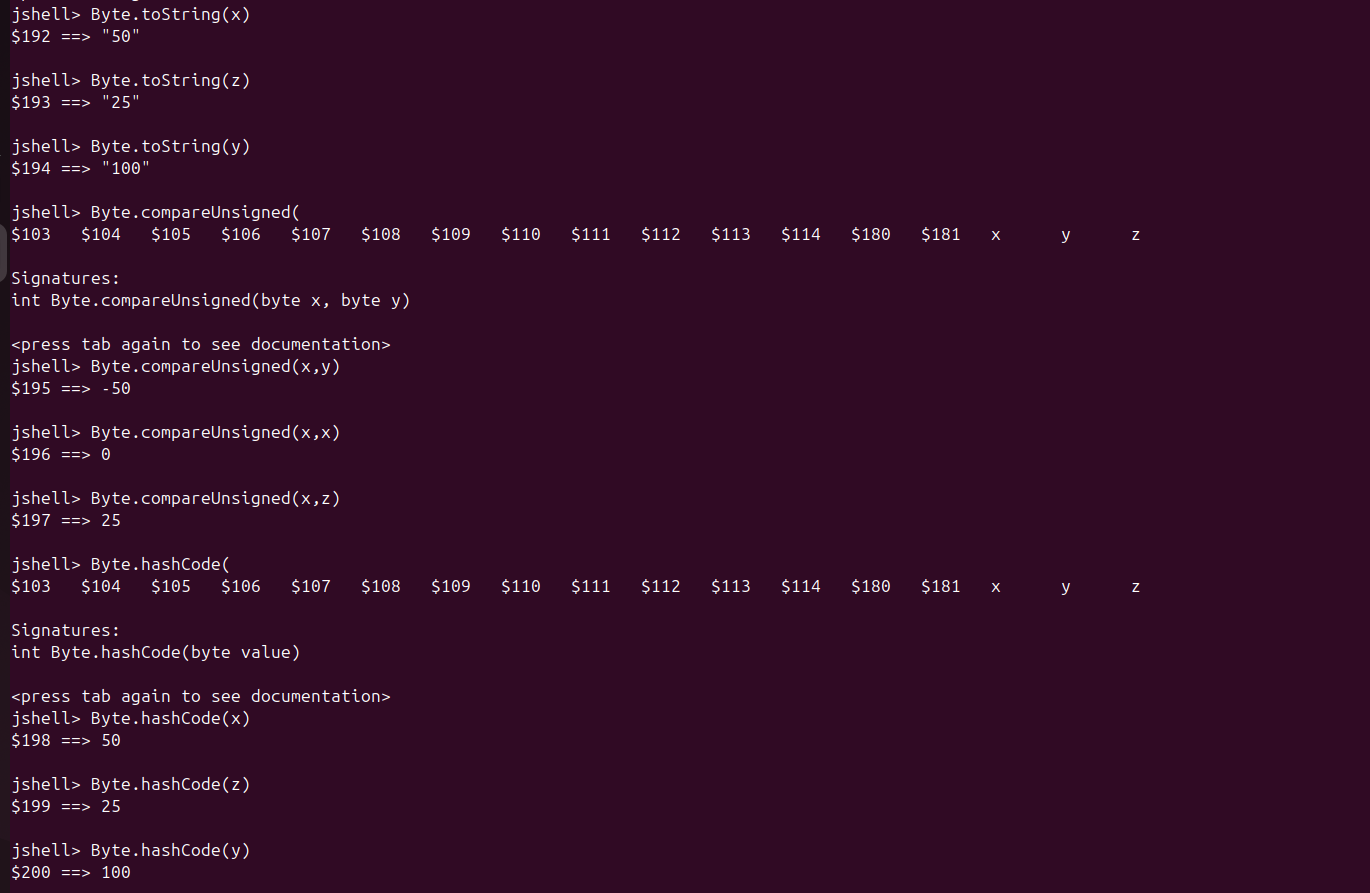 jshell> Byte.toString(x)
$192 ==> "50"
jshell> Byte.toString(z)
$193 ==> "25"
jshell> Byte.toString(y)
$194 ==> "100"
jshell> Byte.compareUnsigned(
$103   $104   $105   $106   $107   $108   $109   $110   $111   $112   $113   $114   $180   $181   x      y      z
Signatures:
int Byte.compareUnsigned(byte x, byte y)
<press tab again to see documentation>
jshell> Byte.compareUnsigned(x,y)
$195 ==> -50
jshell> Byte.compareUnsigned(x,x)
$196 ==> 0
jshell> Byte.compareUnsigned(x,z)
$197 ==> 25
jshell> Byte.hashCode(
$103   $104   $105   $106   $107   $108   $109   $110   $111   $112   $113   $114   $180   $181   x      y      z
Signatures:
int Byte.hashCode(byte value)
<press tab again to see documentation>
jshell> Byte.hashCode(x)
$198 ==> 50
jshell> Byte.hashCode(z)
$199 ==> 25
jshell> Byte.hashCode(y)
$200 ==> 100